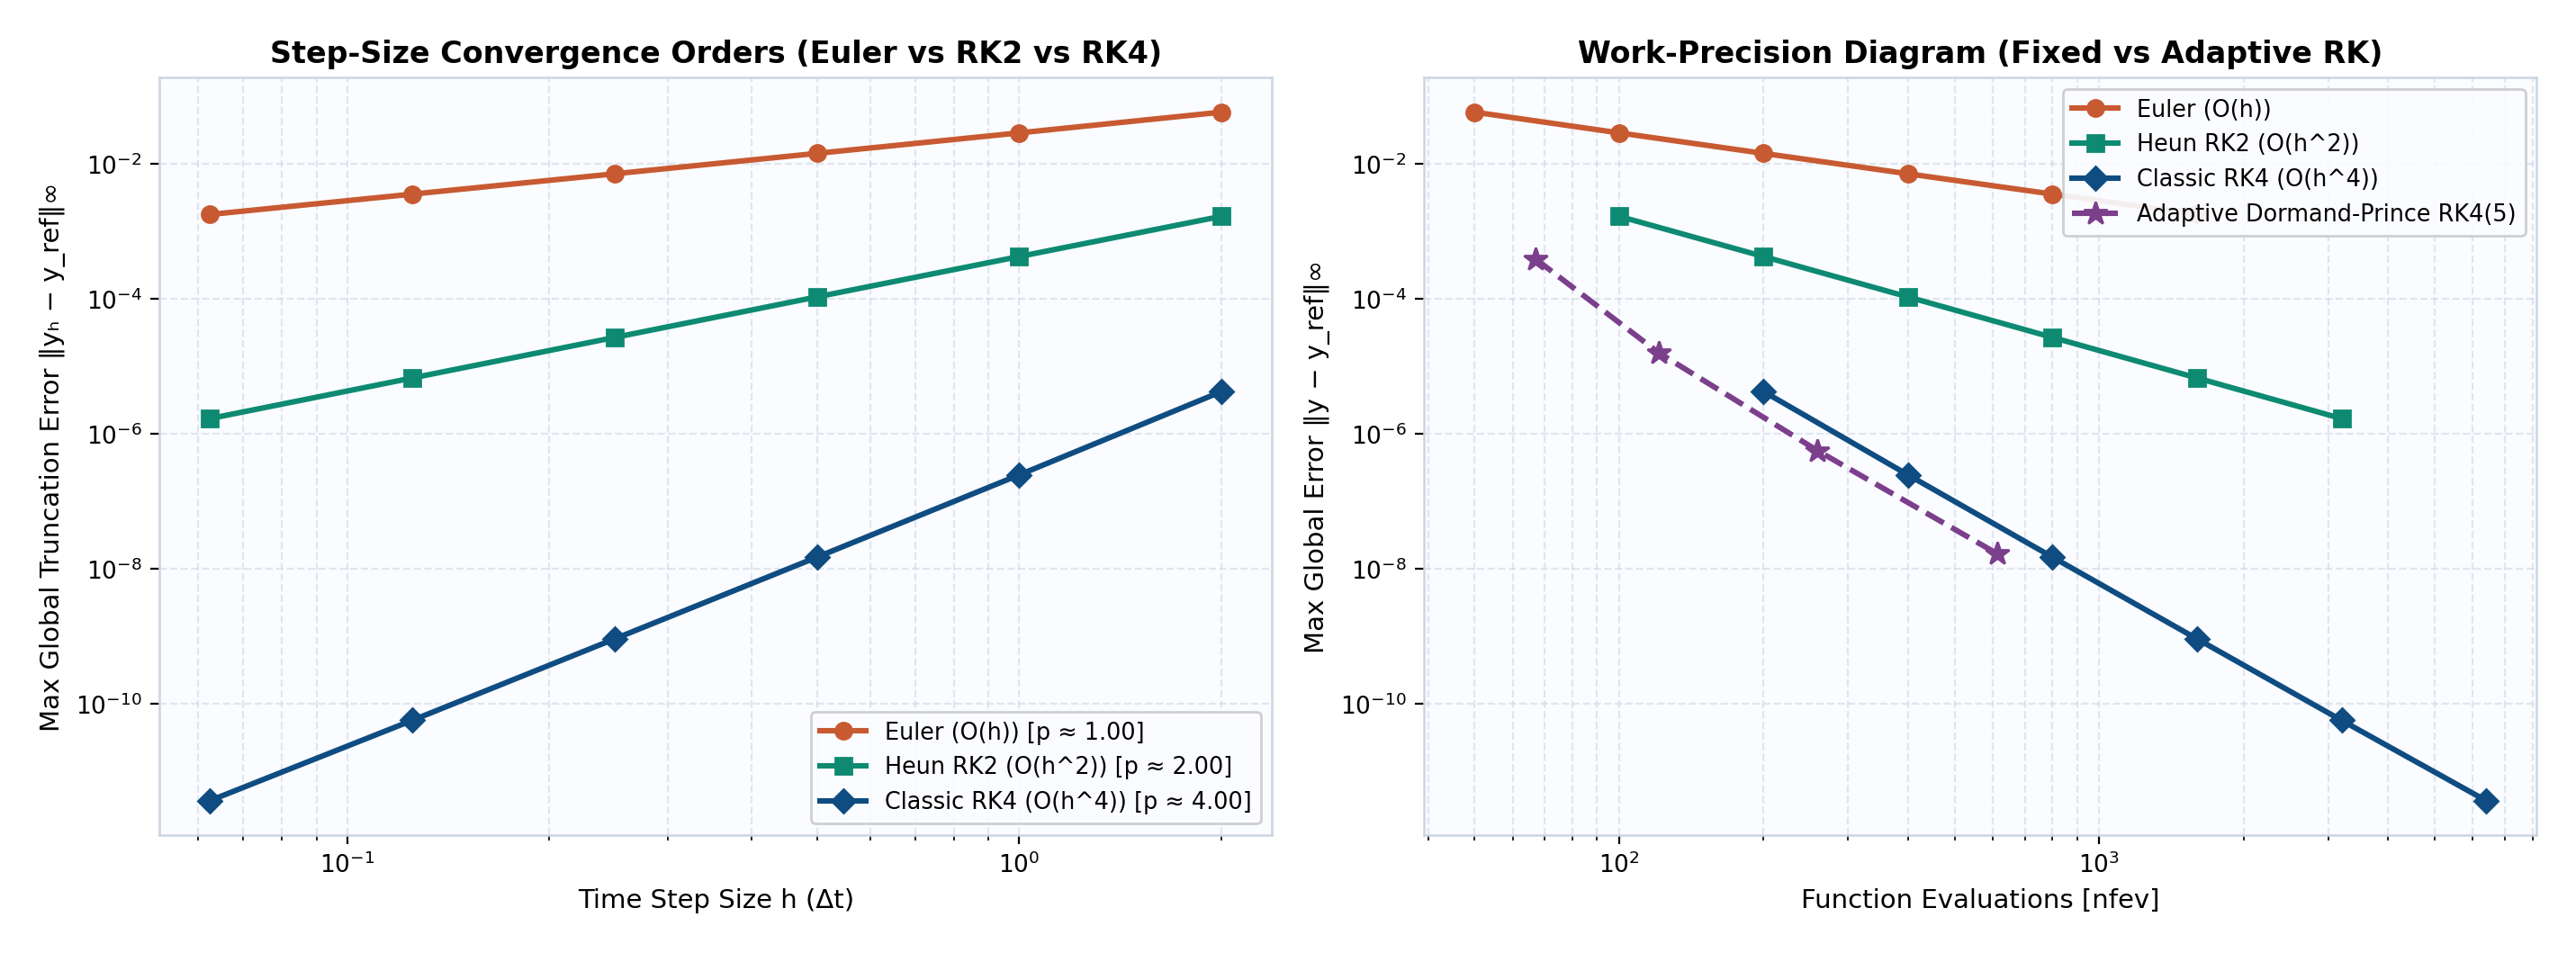 Step-Size Convergence Orders (Euler vs RK2 vs RK4)
Max Global Truncation Error ‖yₕ − y_ref‖∞
10⁻²
10⁻⁴
10⁻⁶
10⁻⁸
10⁻¹⁰
Euler (O(h)) [p ≈ 1.00]
Heun RK2 (O(h^2)) [p ≈ 2.00]
Classic RK4 (O(h^4)) [p ≈ 4.00]
10⁻¹
10⁰
Time Step Size h (Δt)
Work-Precision Diagram (Fixed vs Adaptive RK)
Max Global Error ‖y − y_ref‖∞
10⁻²
10⁻⁴
10⁻⁶
10⁻⁸
10⁻¹⁰
Euler (O(h))
Heun RK2 (O(h^2))
Classic RK4 (O(h^4))
Adaptive Dormand-Prince RK4(5)
10²
10³
Function Evaluations [nfev]